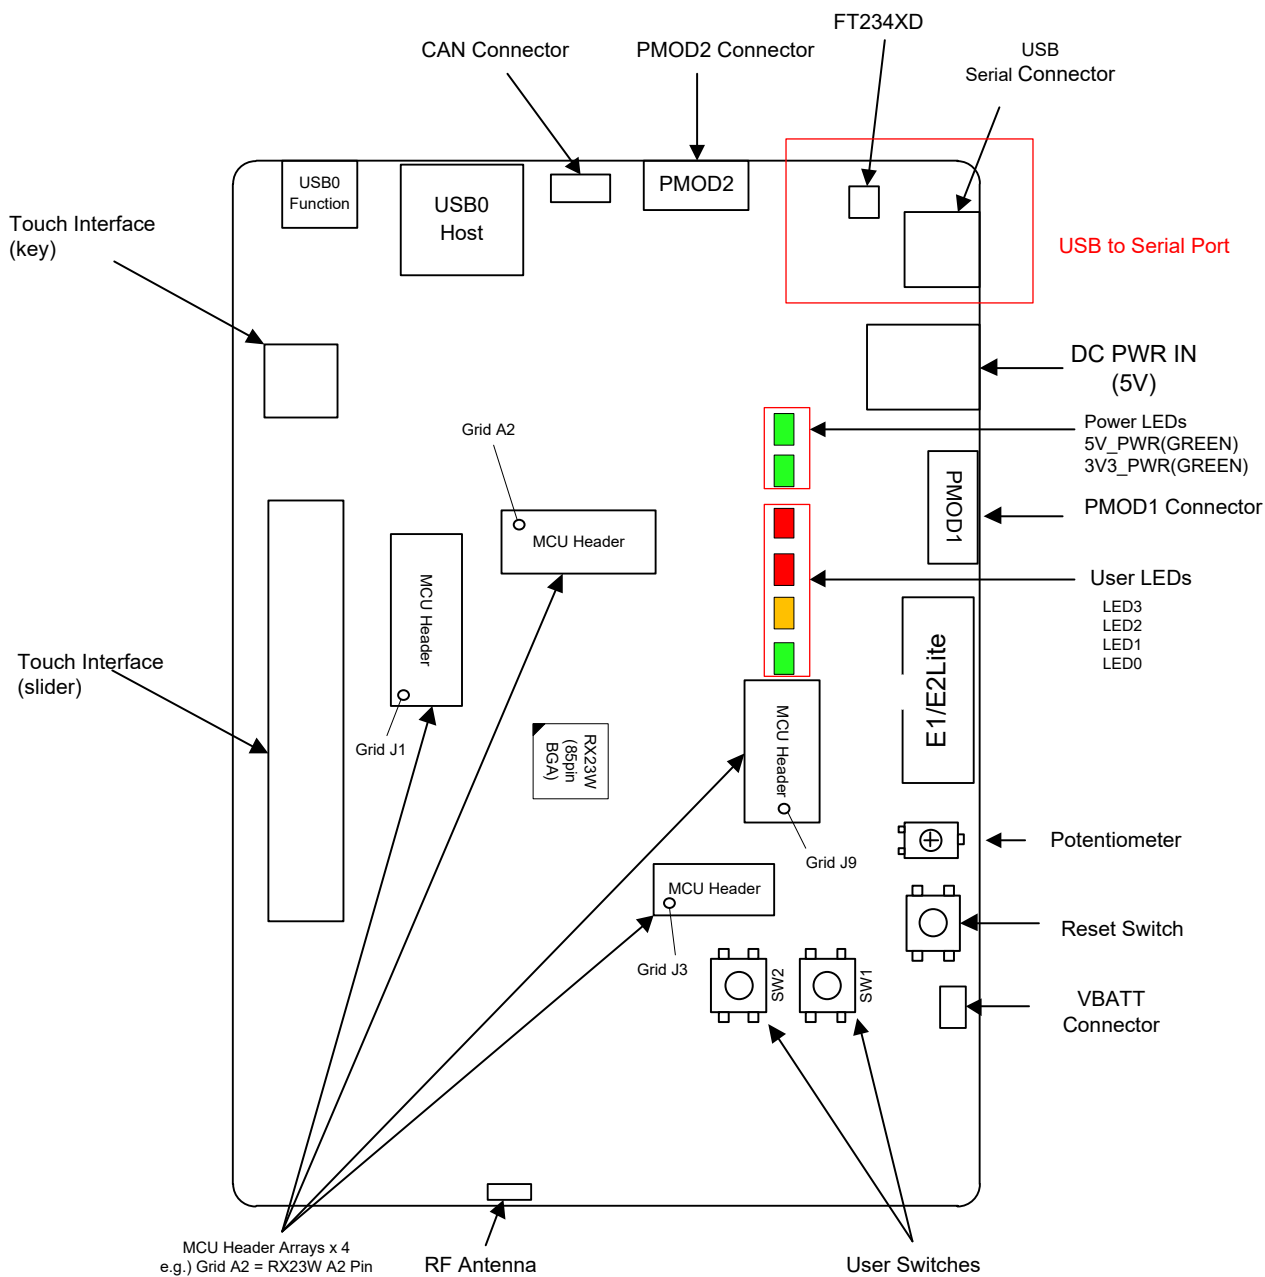 FT234XD
CAN Connector
PMOD2 Connector
USB
Serial Connector
USB0
Function
USB0
Host
PMOD2
Touch Interface
(key)
USB to Serial Port
DC PWR IN
(5V)
Power LEDs
5V_PWR(GREEN)
3V3_PWR(GREEN)
Grid A2
PMOD1
PMOD1 Connector
MCU Header
MCU Header
User LEDs
LED3
LED2
LED1
LED0
Touch Interface
(slider)
E1/E2Lite
Grid J1
RX23W
(85pin
BGA)
MCU Header
Potentiometer
Grid J9
MCU Header
Reset Switch
Grid J3
SW2
SW1
VBATT
Connector
MCU Header Arrays x 4
e.g.) Grid A2 = RX23W A2 Pin
RF Antenna
User Switches